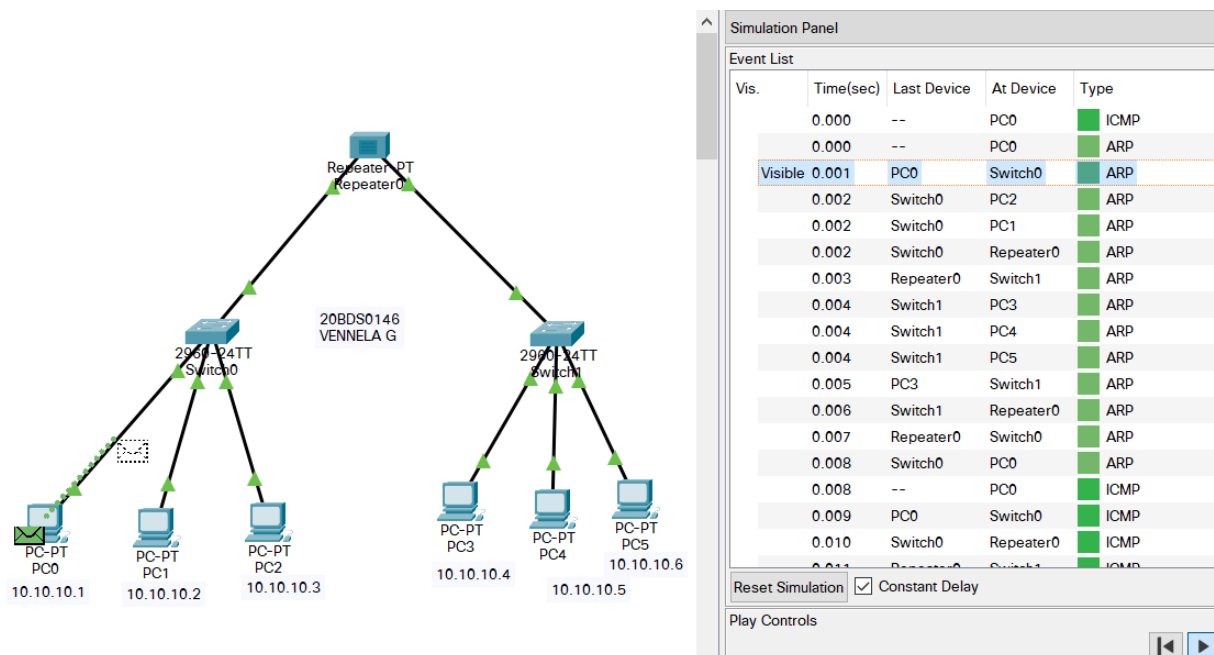 Repeater-PT
Repeater0
20BDS0146
VENNELA G
2960-24TT
Switch0
2960-24TT
Switch1
PC-PT
PC0
10.10.10.1
PC-PT
PC1
10.10.10.2
PC-PT
PC2
10.10.10.3
PC-PT
PC3
10.10.10.4
PC-PT
PC4
10.10.10.5
PC-PT
PC5
10.10.10.6
Simulation Panel
Event List
Vis. Time(sec) Last Device At Device Type
0.000 -- PC0 ICMP
0.000 -- PC0 ARP
Visible 0.001 PC0 Switch0 ARP
0.002 Switch0 PC2 ARP
0.002 Switch0 PC1 ARP
0.002 Switch0 Repeater0 ARP
0.003 Repeater0 Switch1 ARP
0.004 Switch1 PC3 ARP
0.004 Switch1 PC4 ARP
0.004 Switch1 PC5 ARP
0.005 PC3 Switch1 ARP
0.006 Switch1 Repeater0 ARP
0.007 Repeater0 Switch0 ARP
0.008 Switch0 PC0 ARP
0.008 -- PC0 ICMP
0.009 PC0 Switch0 ICMP
0.010 Switch0 Repeater0 ICMP
0.011 Repeater0 Switch1 ICMP
Reset Simulation Constant Delay
Play Controls